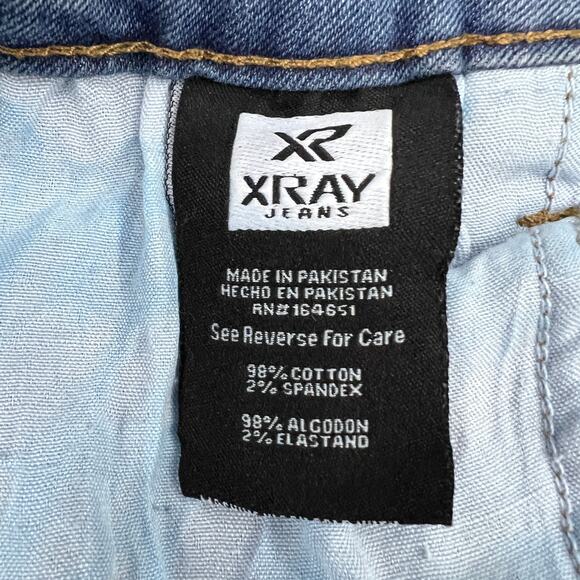 XR
XRAY
JEANS
MADE IN PAKISTAN
HECHO EN PAKISTAN
RN#164651
See Reverse For Care
98% COTTON
2% SPANDEX
98% ALGODON
2% ELASTAND